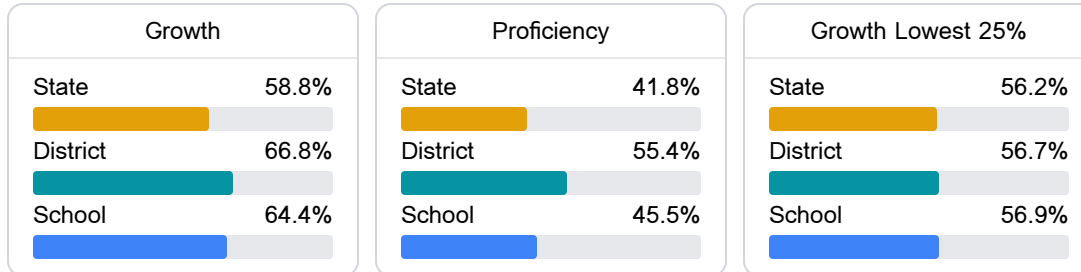 Growth
State 58.8%
District 66.8%
School 64.4%
Proficiency
State 41.8%
District 55.4%
School 45.5%
Growth Lowest 25%
State 56.2%
District 56.7%
School 56.9%